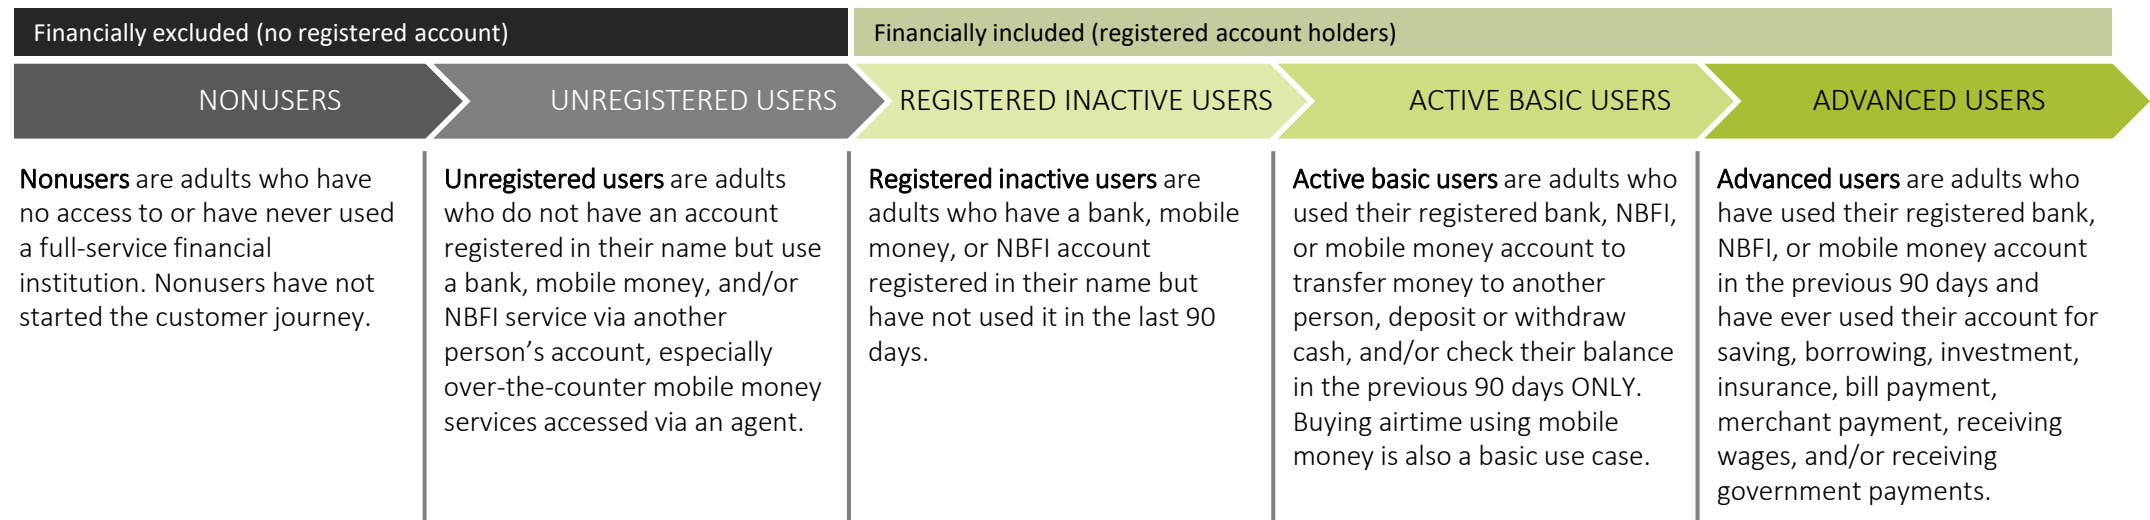 Financially excluded (no registered account)
Financially included (registered account holders)
NONUSERS
UNREGISTERED USERS
REGISTERED INACTIVE USERS
ACTIVE BASIC USERS
ADVANCED USERS
Nonusers are adults who have
no access to or have never used
a full-service financial
institution. Nonusers have not
started the customer journey.
Unregistered users are adults
who do not have an account
registered in their name but use
a bank, mobile money, and/or
NBFI service via another
person’s account, especially
over-the-counter mobile money
services accessed via an agent.
Registered inactive users are
adults who have a bank, mobile
money, or NBFI account
registered in their name but
have not used it in the last 90
days.
Active basic users are adults who
used their registered bank, NBFI,
or mobile money account to
transfer money to another
person, deposit or withdraw
cash, and/or check their balance
in the previous 90 days ONLY.
Buying airtime using mobile
money is also a basic use case.
Advanced users are adults who
have used their registered bank,
NBFI, or mobile money account
in the previous 90 days and
have ever used their account for
saving, borrowing, investment,
insurance, bill payment,
merchant payment, receiving
wages, and/or receiving
government payments.